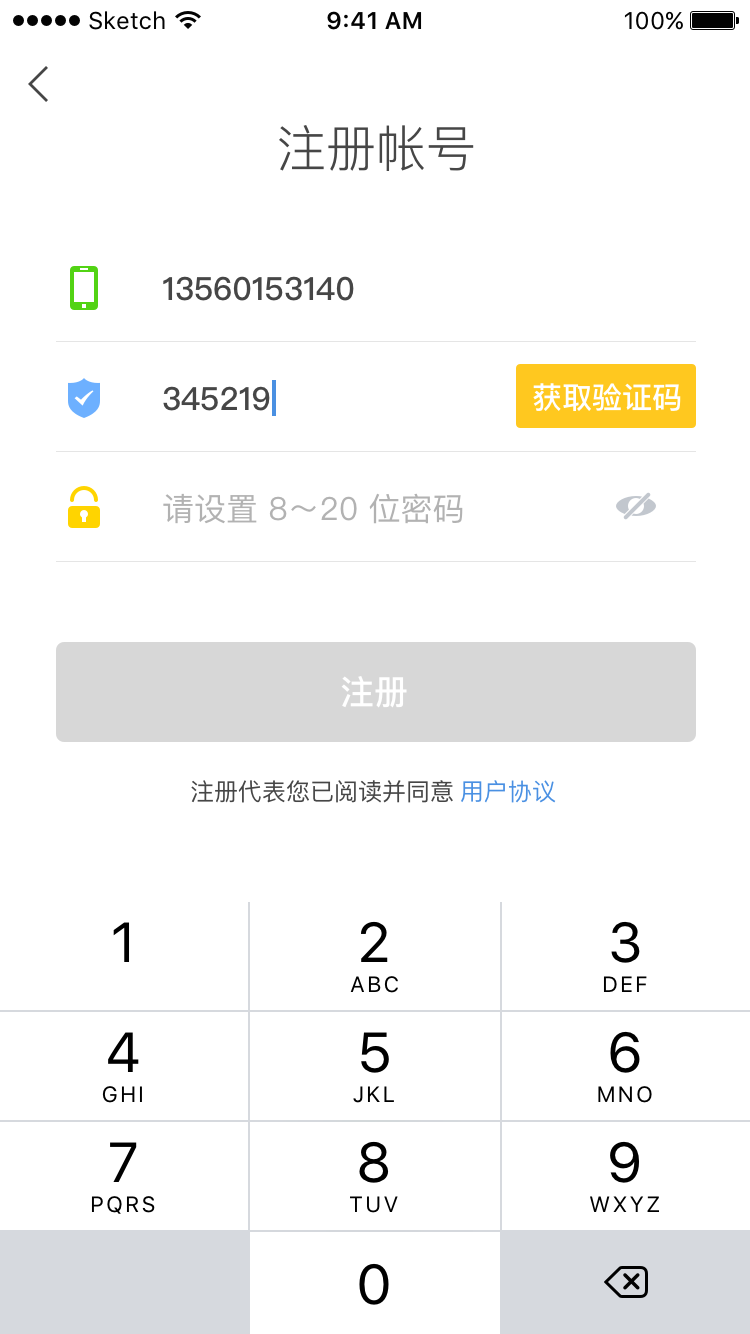 Sketch 9:41 AM 100%
注册帐号
13560153140
345219 获取验证码
请设置 8～20 位密码
注册
注册代表您已阅读并同意 用户协议
1 2 3
ABC DEF
4 5 6
GHI JKL MNO
7 8 9
PQRS TUV WXYZ
0